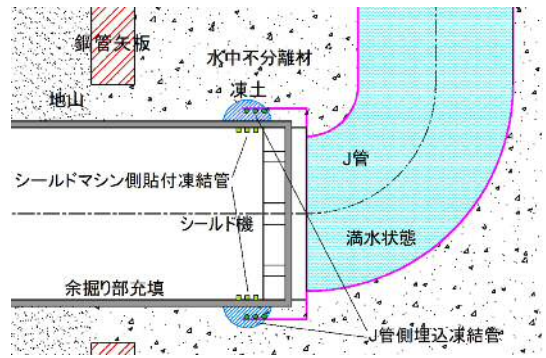 鋼管矢板
水中不分離材
地山
凍土
J管
シールドマシン側貼付凍結管
シールド機
満水状態
余掘り部充填
J管側埋込凍結管